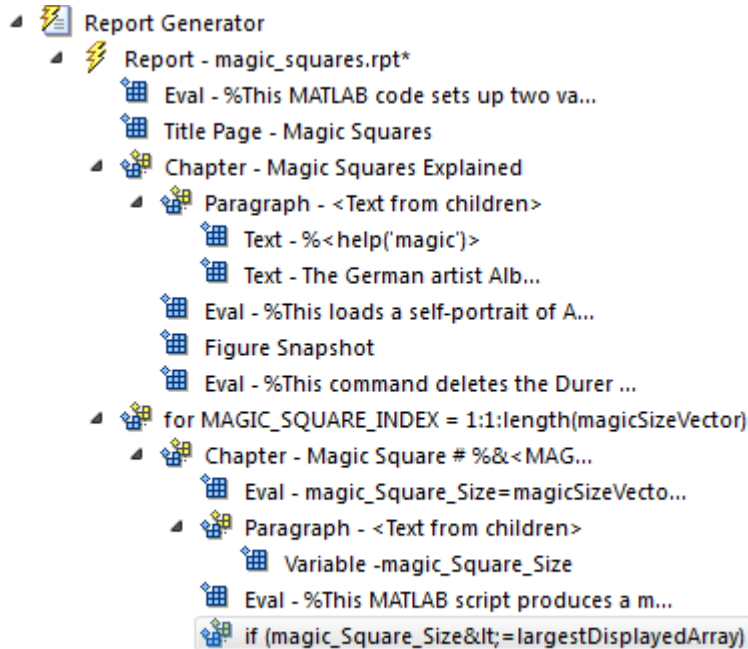 Report Generator
Report - magic_squares.rpt*
Eval - %This MATLAB code sets up two va...
Title Page - Magic Squares
Chapter - Magic Squares Explained
Paragraph - <Text from children>
Text - %<help('magic')>
Text - The German artist Alb...
Eval - %This loads a self-portrait of A...
Figure Snapshot
Eval - %This command deletes the Durer ...
for MAGIC_SQUARE_INDEX = 1:1:length(magicSizeVector)
Chapter - Magic Square # %&<MAG...
Eval - magic_Square_Size=magicSizeVecto...
Paragraph - <Text from children>
Variable -magic_Square_Size
Eval - %This MATLAB script produces a m...
if (magic_Square_Size&lt;=largestDisplayedArray)